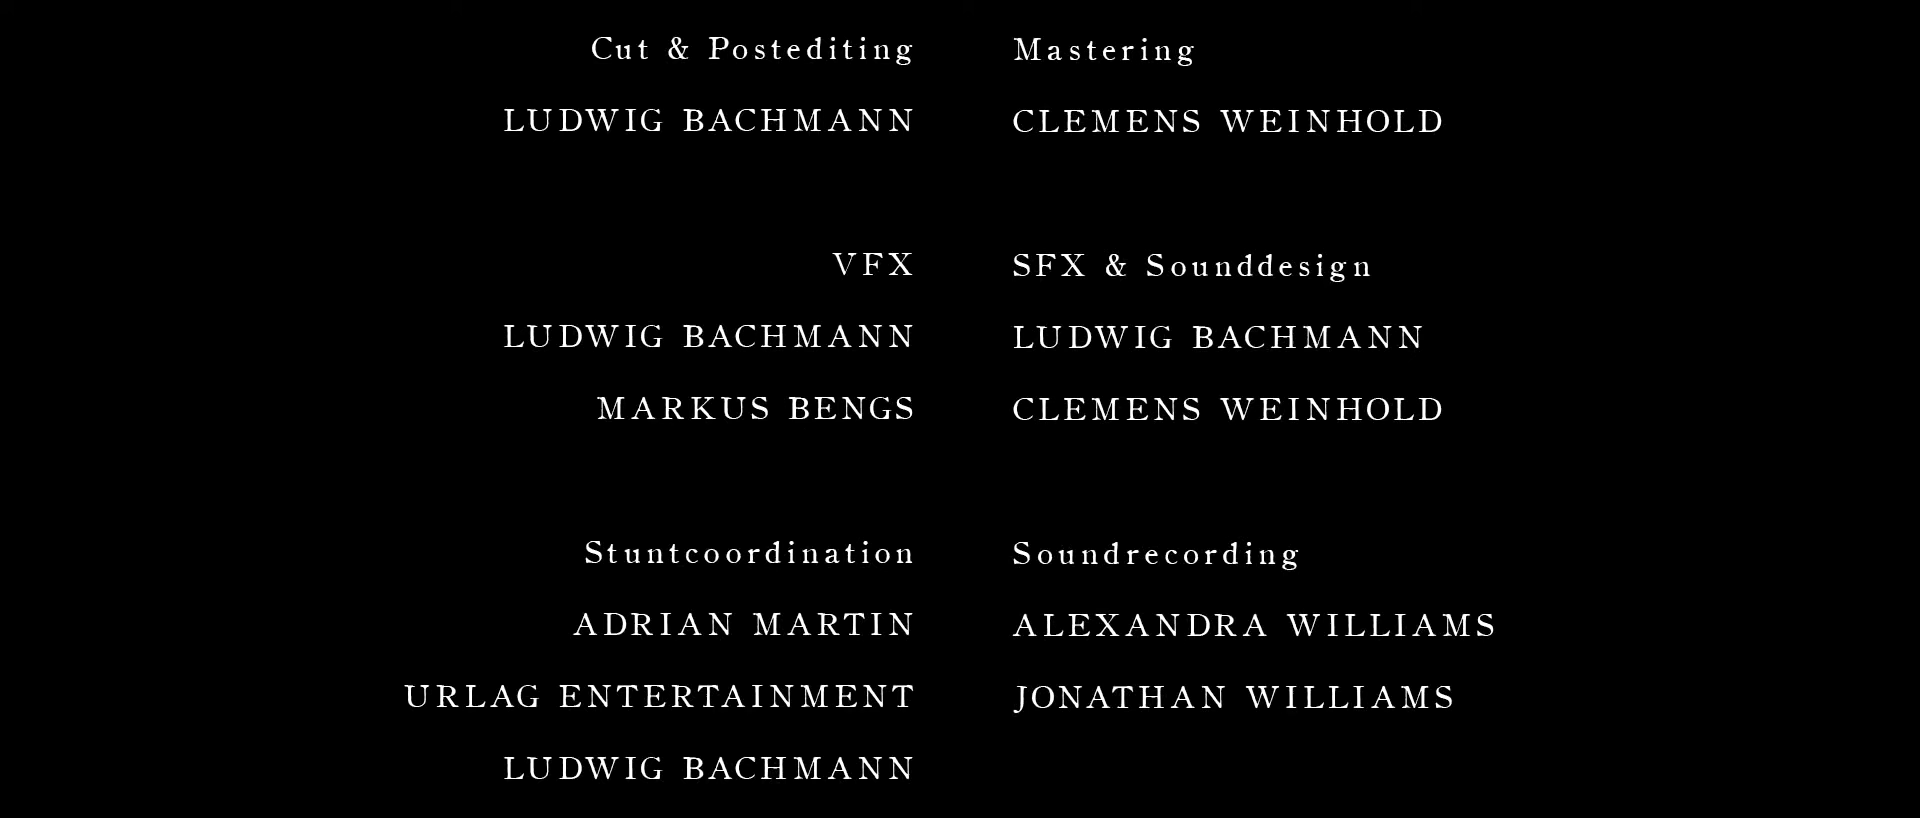 Cut & Postediting
LUDWIG BACHMANN
Mastering
CLEMENS WEINHOLD
VFX
LUDWIG BACHMANN
MARKUS BENGS
SFX & Sounddesign
LUDWIG BACHMANN
CLEMENS WEINHOLD
Stuntcoordination
ADRIAN MARTIN
URLAG ENTERTAINMENT
LUDWIG BACHMANN
Soundrecording
ALEXANDRA WILLIAMS
JONATHAN WILLIAMS